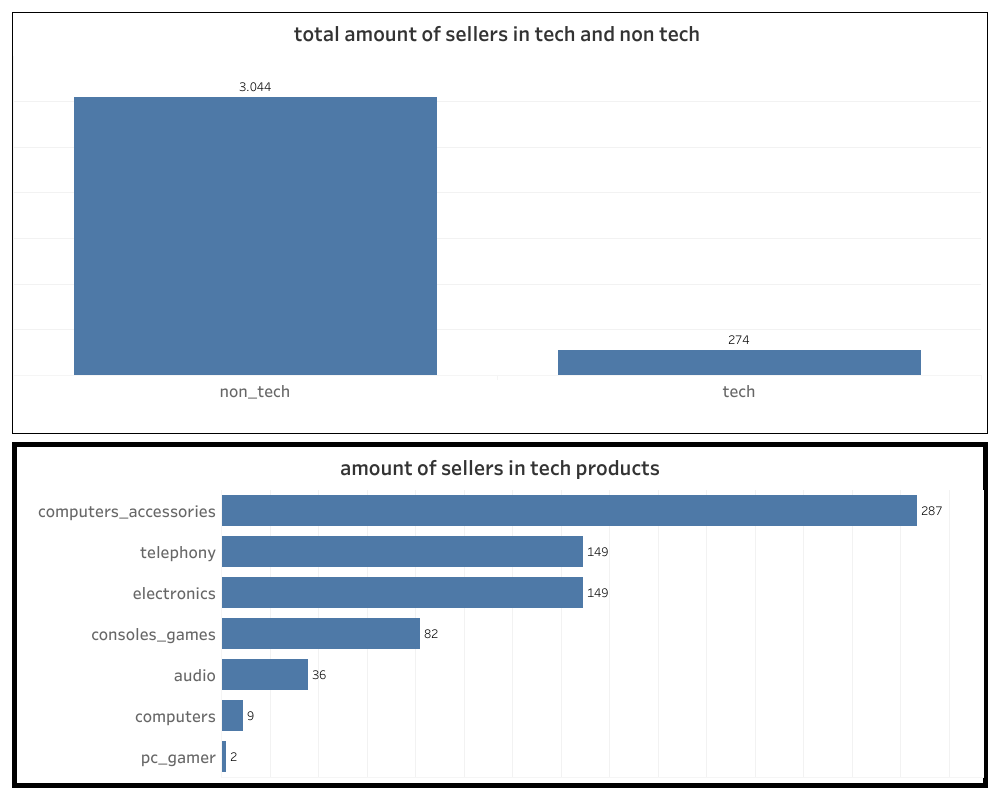 total amount of sellers in tech and non tech
3.044
274
non_tech
tech
amount of sellers in tech products
computers_accessories 287
telephony 149
electronics 149
consoles_games 82
audio 36
computers 9
pc_gamer 2